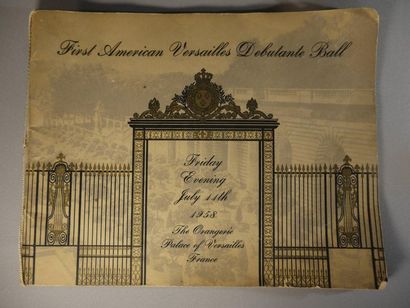 First American Versailles Debutante Ball
Friday
Evening
July 11th
1958
The Orangerie
Palace of Versailles
France